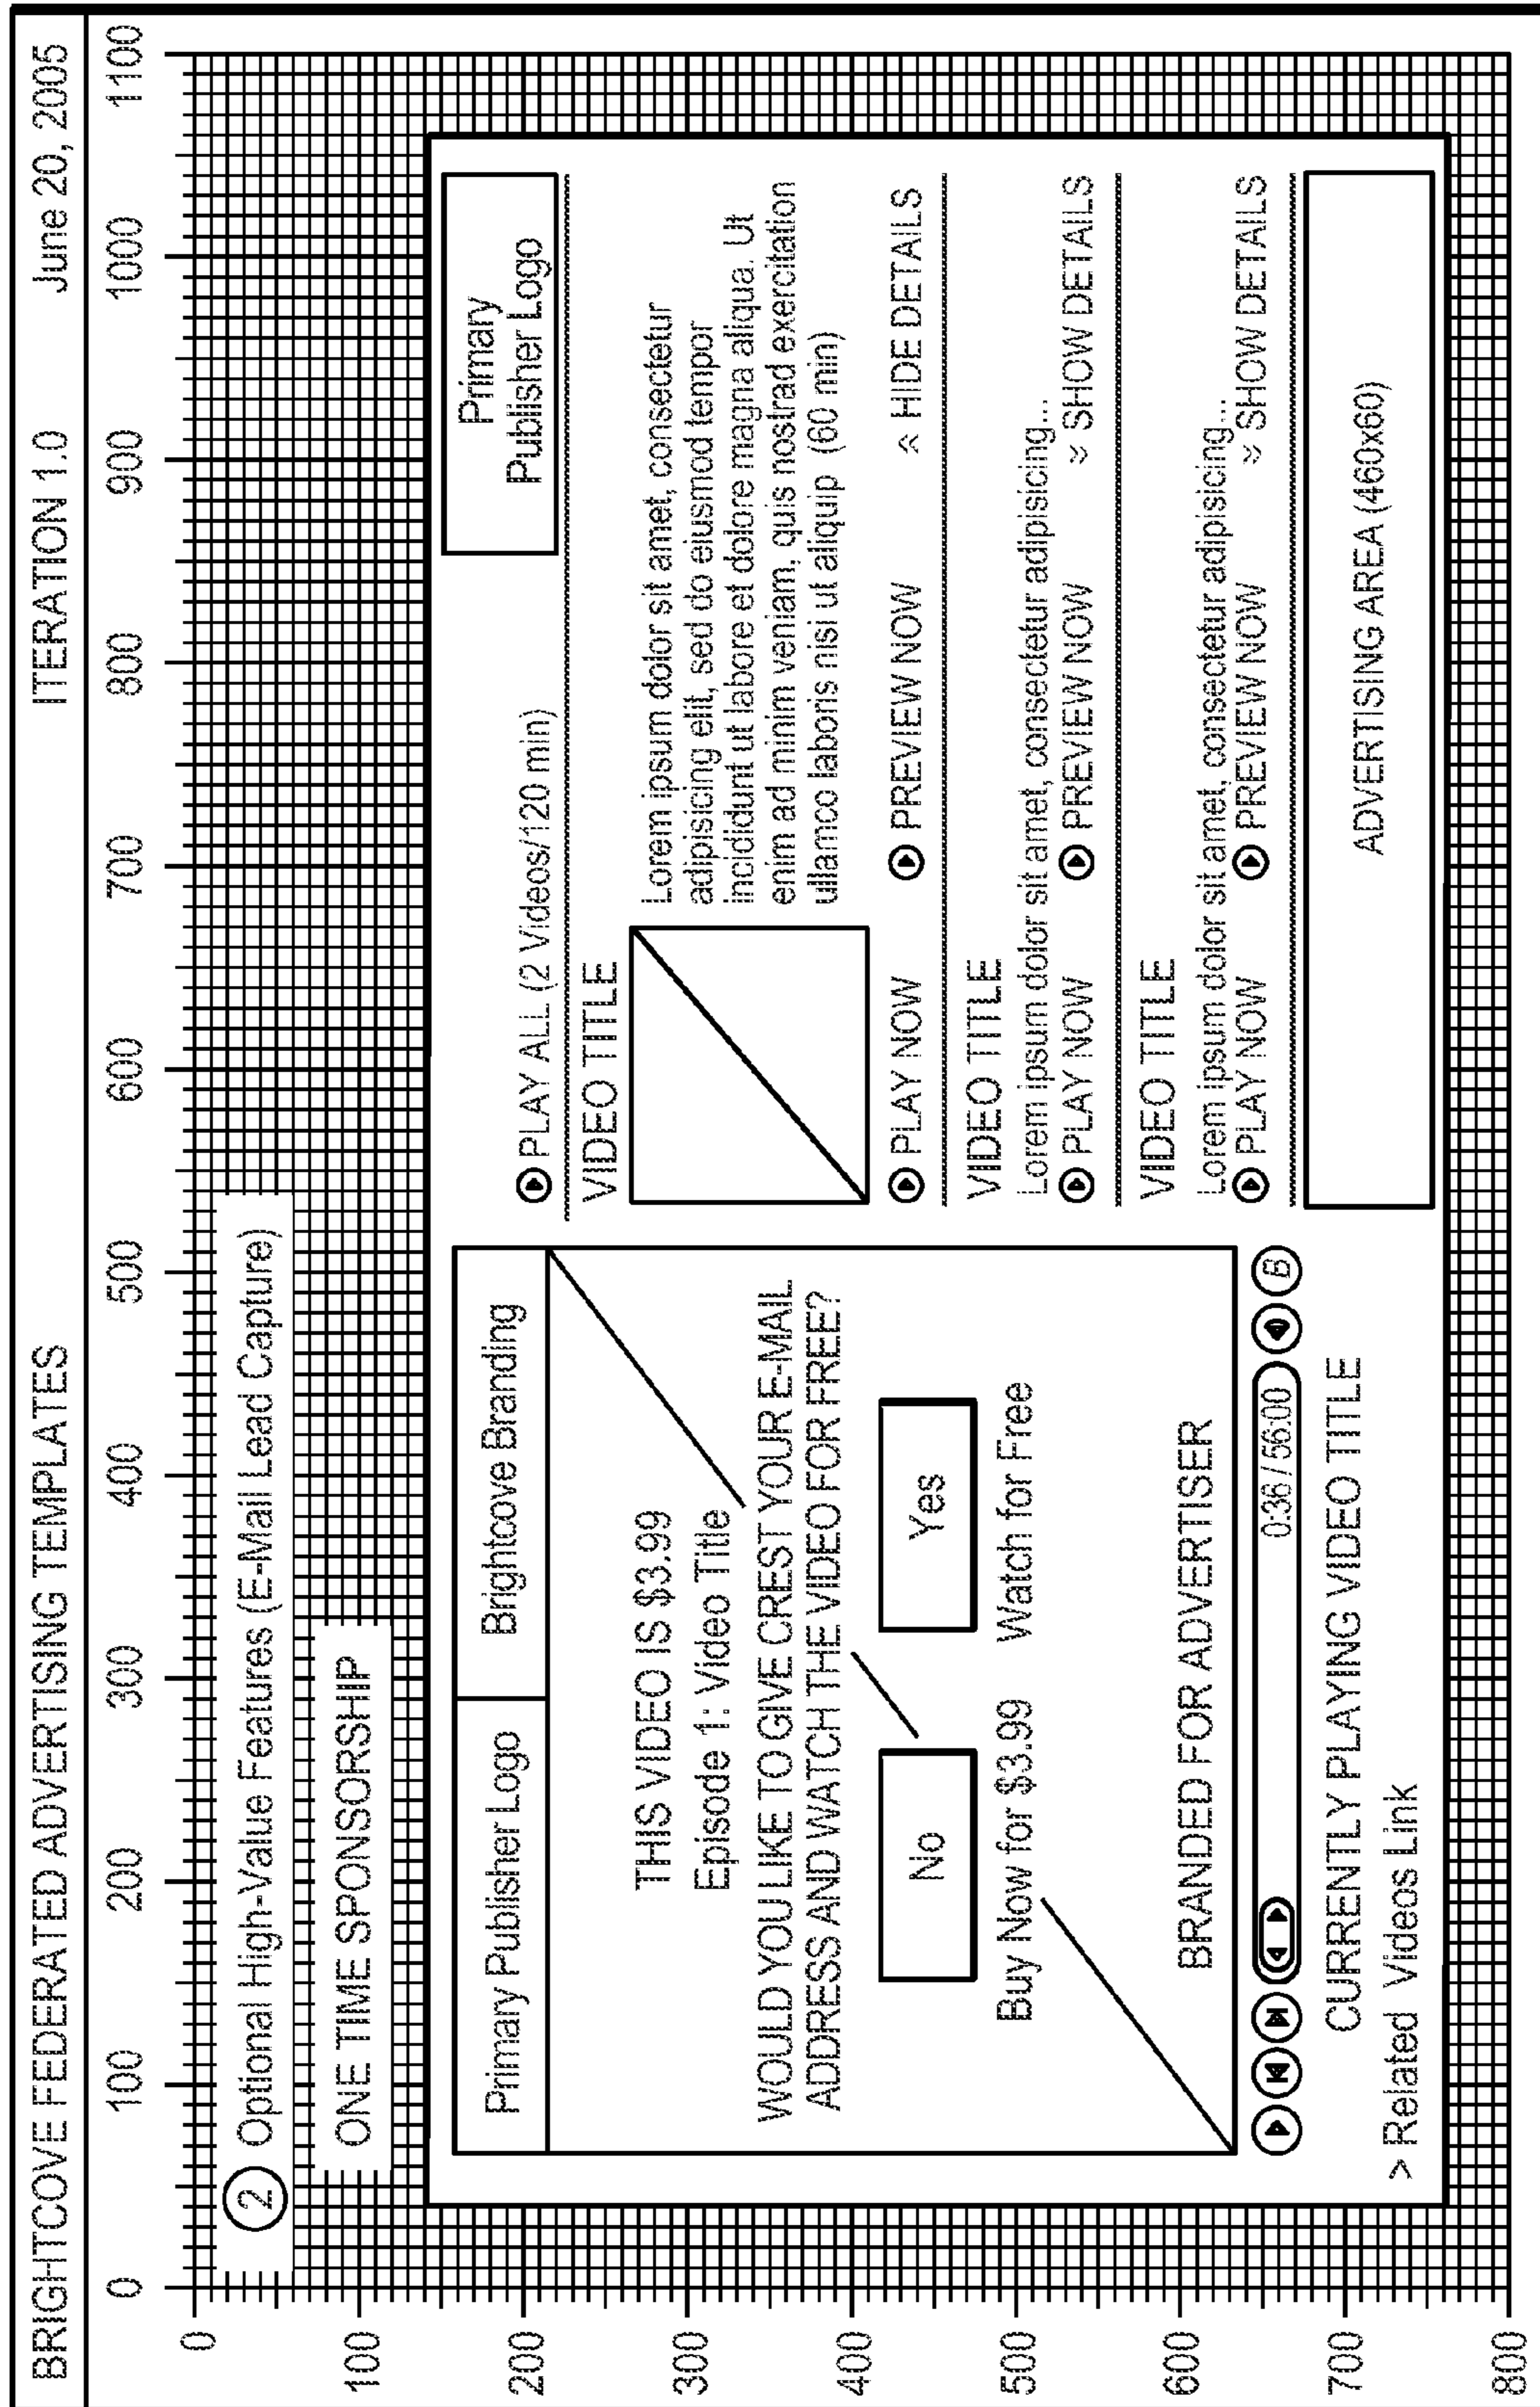 BRIGHTCOVE FEDERATED ADVERTISING TEMPLATES ITERATION 1.0 June 20, 2005
0 100 200 300 400 500 600 700 800 900 1000 1100
0
100
200
300
400
500
600
700
800
2 Optional High-Value Features (E-Mail Lead Capture)
ONE TIME SPONSORSHIP
Primary Publisher Logo
Brightcove Branding
THIS VIDEO IS $3.99
Episode 1: Video Title
WOULD YOU LIKE TO GIVE CREST YOUR E-MAIL
ADDRESS AND WATCH THE VIDEO FOR FREE?
No
Yes
Buy Now for $3.99
Watch for Free
BRANDED FOR ADVERTISER
0:36 / 56:00
B
CURRENTLY PLAYING VIDEO TITLE
> Related Videos Link
Primary
Publisher Logo
PLAY ALL (2 Videos/120 min)
VIDEO TITLE
Lorem ipsum dolor sit amet, consectetur
adipisicing elit, sed do eiusmod tempor
incididunt ut labore et dolore magna aliqua. Ut
enim ad minim veniam, quis nostrad exercitation
ullamco laboris nisi ut aliquip (60 min)
PLAY NOW PREVIEW NOW HIDE DETAILS
VIDEO TITLE
Lorem ipsum dolor sit amet, consectetur adipisicing...
PLAY NOW PREVIEW NOW SHOW DETAILS
VIDEO TITLE
Lorem ipsum dolor sit amet, consectetur adipisicing...
PLAY NOW PREVIEW NOW SHOW DETAILS
ADVERTISING AREA (460x60)